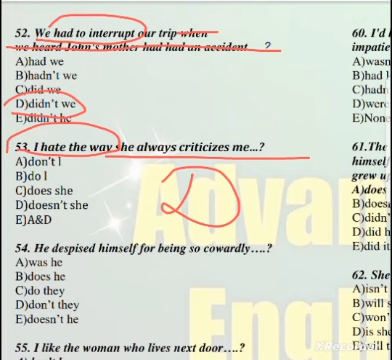 52. We had to interrupt our trip when
we heard John's mother had had an accident....?
A)had we
B)hadn't we
C)did we
D)didn't we
E)didn't he
53. I hate the way she always criticizes me...?
A)don't I
B)do I
C)does she
D)doesn't she
E)A&D
D
54. He despised himself for being so cowardly....?
A)was he
B)does he
C)do they
D)don't they
E)doesn't he
55. I like the woman who lives next door....?
60. I'd
impatie
A)wasn
B)had
C)hadn
D)wer
E)None
61.The
himsel
grew u
A)does
B)does
C)didn'
D)did h
E)did it
62. She
A)isn't
B)will s
C)won'
D)is she
E)will t
Advan
Engli